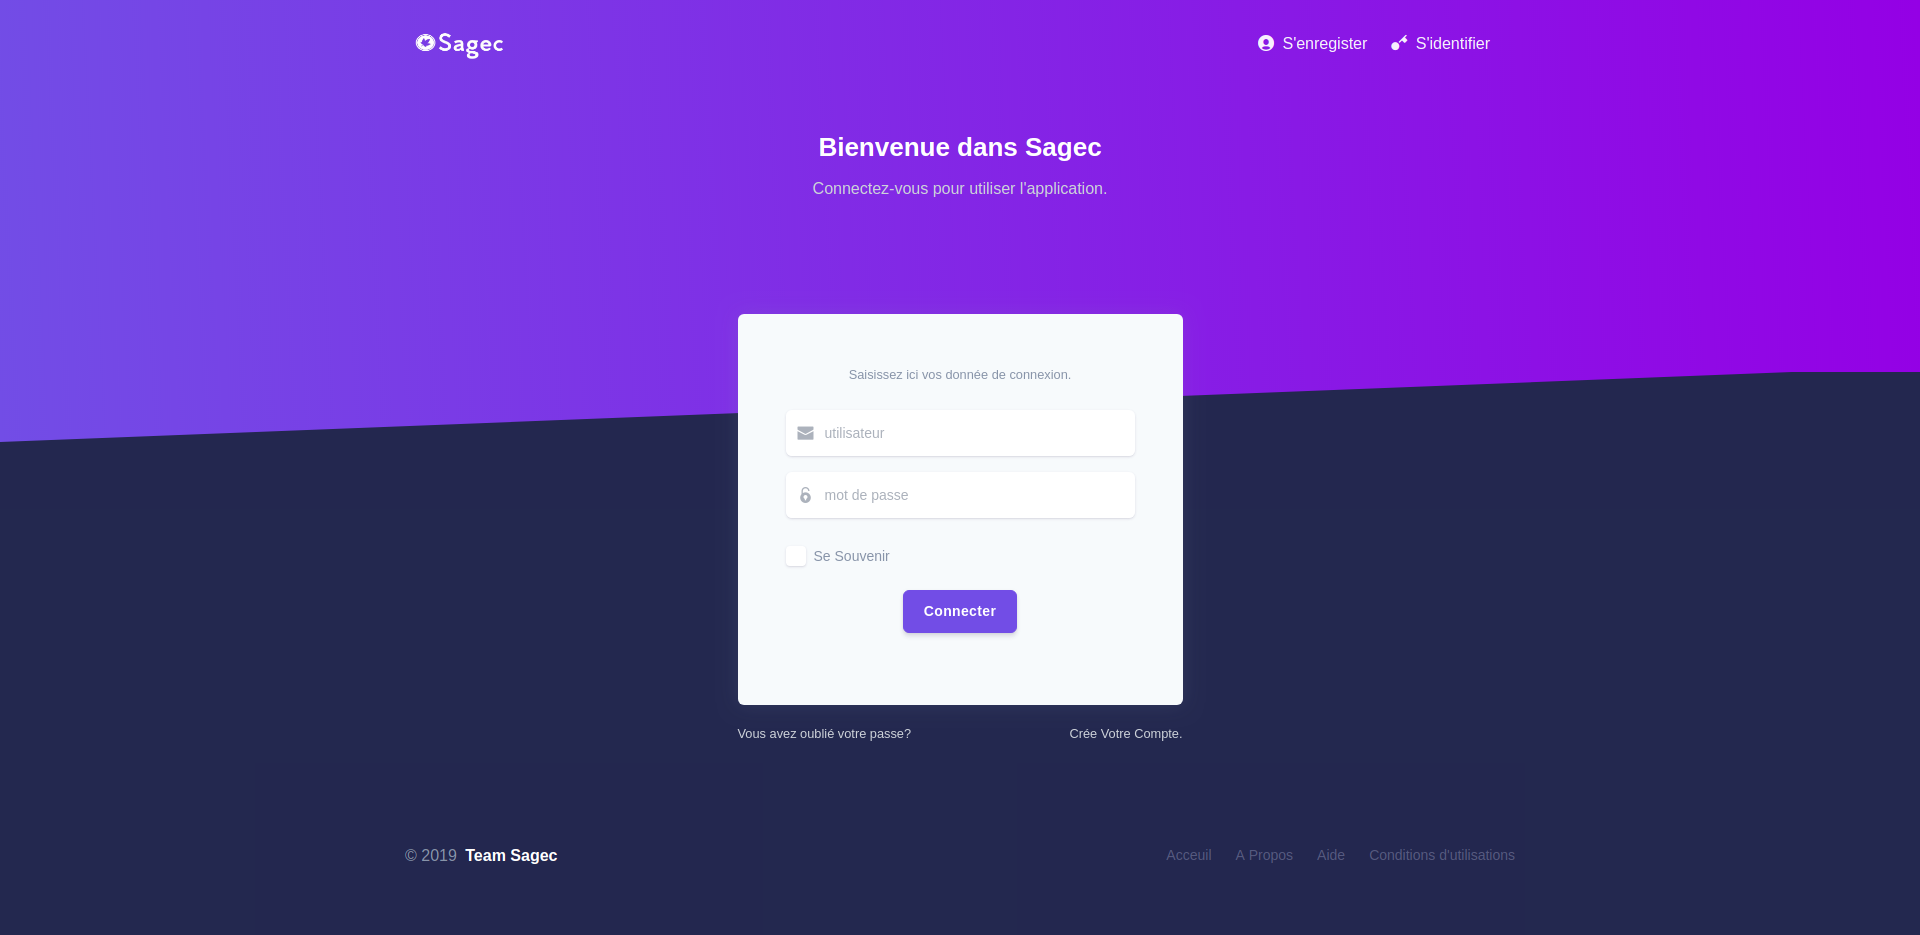 Sagec
S'enregister
S'identifier
Bienvenue dans Sagec
Connectez-vous pour utiliser l'application.
Saisissez ici vos donnée de connexion.
utilisateur
mot de passe
Se Souvenir
Connecter
Vous avez oublié votre passe?
Crée Votre Compte.
© 2019 Team Sagec
Acceuil
A Propos
Aide
Conditions d'utilisations